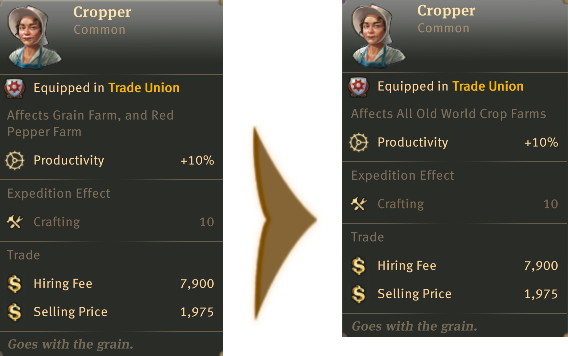 Cropper
Common
Equipped in Trade Union
Affects Grain Farm, and Red
Pepper Farm
Productivity +10%
Expedition Effect
Crafting 10
Trade
Hiring Fee 7,900
Selling Price 1,975
Goes with the grain.
Cropper
Common
Equipped in Trade Union
Affects All Old World Crop Farms
Productivity +10%
Expedition Effect
Crafting 10
Trade
Hiring Fee 7,900
Selling Price 1,975
Goes with the grain.